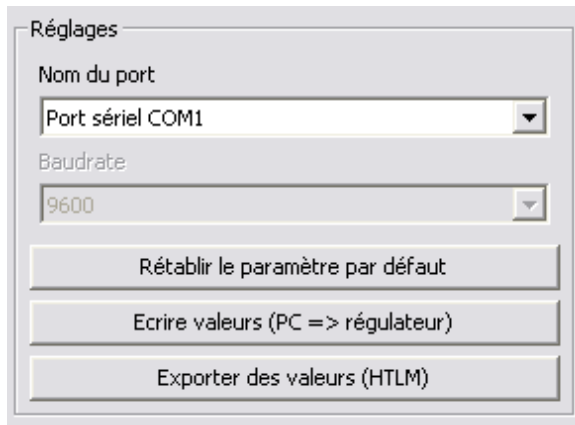 Réglages
Nom du port
Port sériel COM1
Baudrate
9600
Rétablir le paramètre par défaut
Ecrire valeurs (PC => régulateur)
Exporter des valeurs (HTLM)